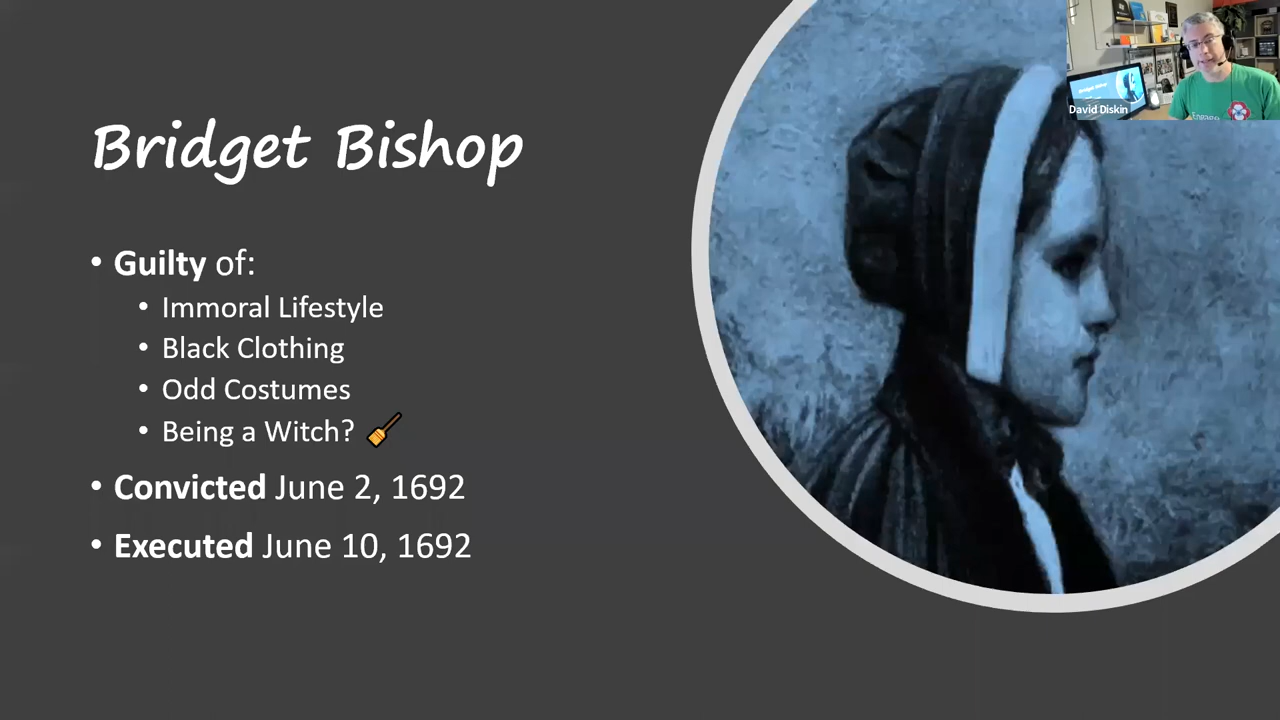 Bridget Bishop
• Guilty of:
• Immoral Lifestyle
• Black Clothing
• Odd Costumes
• Being a Witch?
• Convicted June 2, 1692
• Executed June 10, 1692
David Diskin